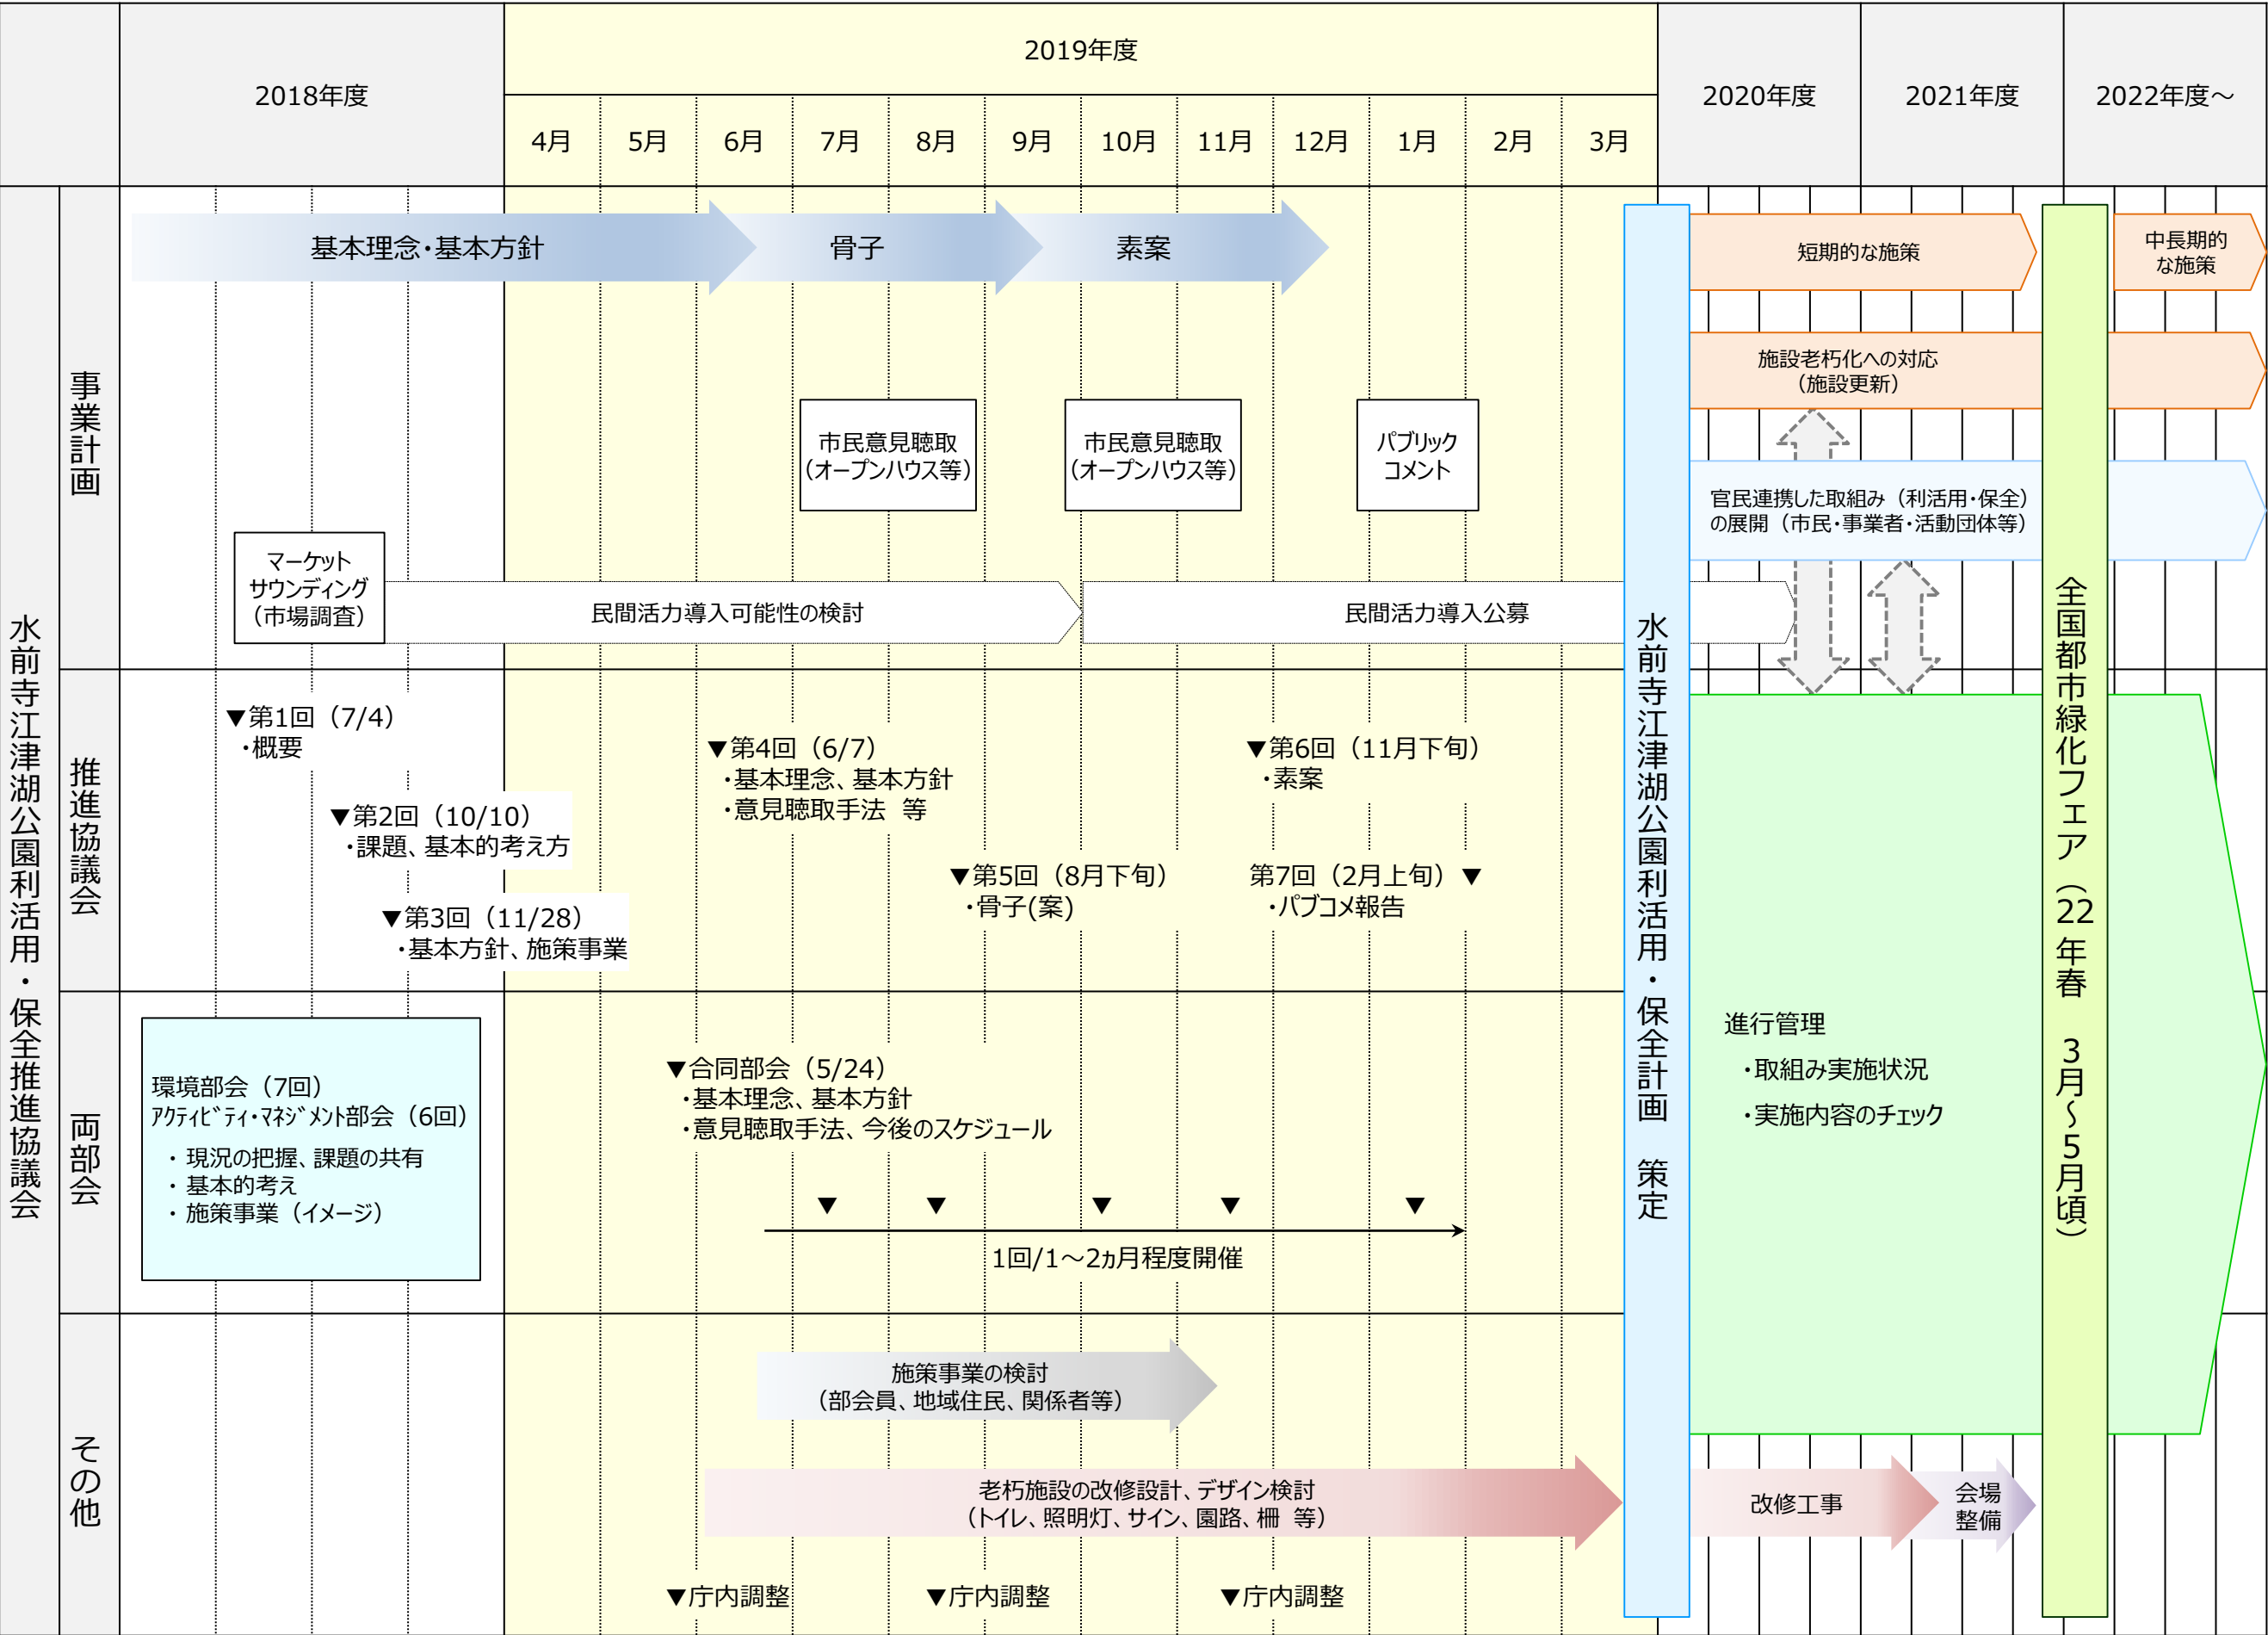 2018年度
2019年度
2020年度
2021年度
2022年度～
4月
5月
6月
7月
8月
9月
10月
11月
12月
1月
2月
3月
水前寺江津湖公園利活用・保全推進協議会
事業計画
基本理念・基本方針
骨子
素案
市民意見聴取
（オープンハウス等）
市民意見聴取
（オープンハウス等）
パブリック
コメント
マーケット
サウンディング
（市場調査）
民間活力導入可能性の検討
民間活力導入公募
短期的な施策
中長期的
な施策
施設老朽化への対応
（施設更新）
官民連携した取組み（利活用・保全）
の展開（市民・事業者・活動団体等）
推進協議会
▼第1回（7/4）
・概要
▼第2回（10/10）
・課題、基本的考え方
▼第3回（11/28）
・基本方針、施策事業
▼第4回（6/7）
・基本理念、基本方針
・意見聴取手法　等
▼第5回（8月下旬）
・骨子(案)
▼第6回（11月下旬）
・素案
第7回（2月上旬）▼
・パブコメ報告
水前寺江津湖公園利活用・保全計画　策定
全国都市緑化フェア（22年春　3月～5月頃）
両部会
環境部会（7回）
ｱｸﾃｨﾋﾞﾃｨ・ﾏﾈｼﾞﾒﾝﾄ部会（6回）
・ 現況の把握、課題の共有
・ 基本的考え
・ 施策事業（イメージ）
▼合同部会（5/24）
・基本理念、基本方針
・意見聴取手法、今後のスケジュール
▼ ▼ ▼ ▼ ▼
1回/1～2ヵ月程度開催
進行管理
・取組み実施状況
・実施内容のチェック
その他
施策事業の検討
（部会員、地域住民、関係者等）
老朽施設の改修設計、デザイン検討
（トイレ、照明灯、サイン、園路、柵　等）
改修工事
会場
整備
▼庁内調整
▼庁内調整
▼庁内調整